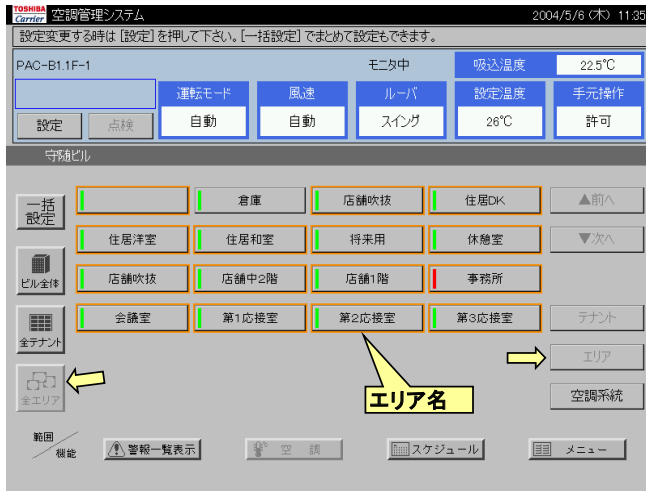 TOSHIBA
Carrier 空調管理システム 2004/5/6 (木) 11:35
設定変更する時は [設定] を押して下さい。[一括設定] でまとめて設定もできます。
PAC-B1.1F-1 モニタ中 吸込温度 22.5℃
運転モード 風速 ルーバ 設定温度 手元操作
設定 点検 自動 自動 スイング 26℃ 許可
守随ビル
一括
設定
倉庫 店舗吹抜 住居DK ▲前へ
住居洋室 住居和室 将来用 休憩室 ▼次へ
ビル全体
店舗吹抜 店舗中2階 店舗1階 事務所
会議室 第1応接室 第2応接室 第3応接室 テナント
全テナント
エリア
全エリア
エリア名
空調系統
範囲
機能
警報一覧表示 空 調 スケジュール メニュー